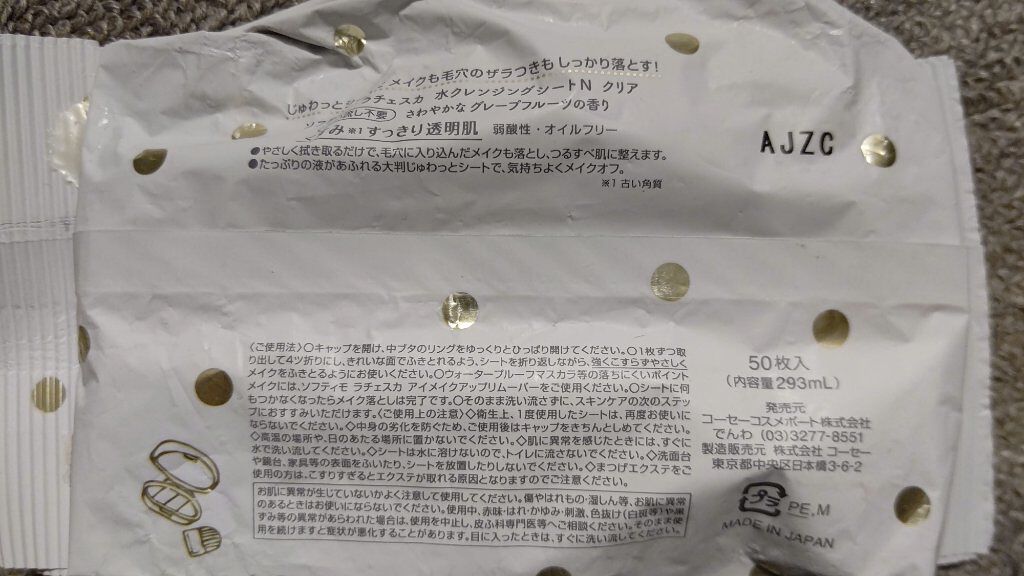 メイクも毛穴のザラつきもしっかり落とす!
じゅわっと ラチェスカ 水クレンジングシートN クリア
ソフ 流し不要 さわやかなグレープフルーツの香り
み※1すっきり透明肌 弱酸性・オイルフリー
●やさしく拭き取るだけで、毛穴に入り込んだメイクも落とし、つるすべ肌に整えます。
●たっぷりの液があふれる大判じゅわっとシートで、気持ちよくメイクオフ。
※1 古い角質
AJZC
〈ご使用法〉○キャップを開け、中ブタのリングをゆっくりとひっぱり開けてください。○1枚ずつ取
り出して4ツ折りにし、きれいな面でふきとれるよう、シートを折り返しながら、強くこすらずやさしく
メイクをふきとるようにお使いください。○ウォータープルーフマスカラ等の落ちにくいポイント
メイクには、ソフティモ ラチェスカ アイメイクアップリムーバーをご使用ください。○シートに何
もつかなくなったらメイク落としは完了です。○そのまま洗い流さずに、スキンケアの次のステッ
プにおすすみいただけます。〈ご使用上の注意〉◇衛生上、1度使用したシートは、再度お使いに
ならないでください。◇中身の劣化を防ぐため、ご使用後はキャップをきちんとしめてください。
◇高温の場所や、日のあたる場所に置かないでください。◇肌に異常を感じたときには、すぐに
水で洗い流してください。◇シートは水に溶けないので、トイレに流さないでください。◇洗面台
や鏡台、家具等の表面をふいたり、シートを放置したりしないでください。◇まつげエクステをご
使用の方は、こすりすぎるとエクステが取れる原因となりますのでご注意ください。
お肌に異常が生じていないかよく注意して使用してください。傷やはれもの・湿しん等、お肌に異常
のあるときはお使いにならないでください。使用中、赤味・はれ・かゆみ・刺激、色抜け(白斑等)や黒
ずみ等の異常があらわれた場合は、使用を中止し、皮ふ科専門医等へご相談ください。そのまま使
用を続けますと症状が悪化することがあります。目に入ったときは、すぐに洗い流してください。
50枚入
(内容量293mL)
発売元
コーセーコスメポート株式会社
でんわ (03)3277-8551
製造販売元 株式会社 コーセー
東京都中央区日本橋3-6-2
プラ PE,M
MADE IN JAPAN